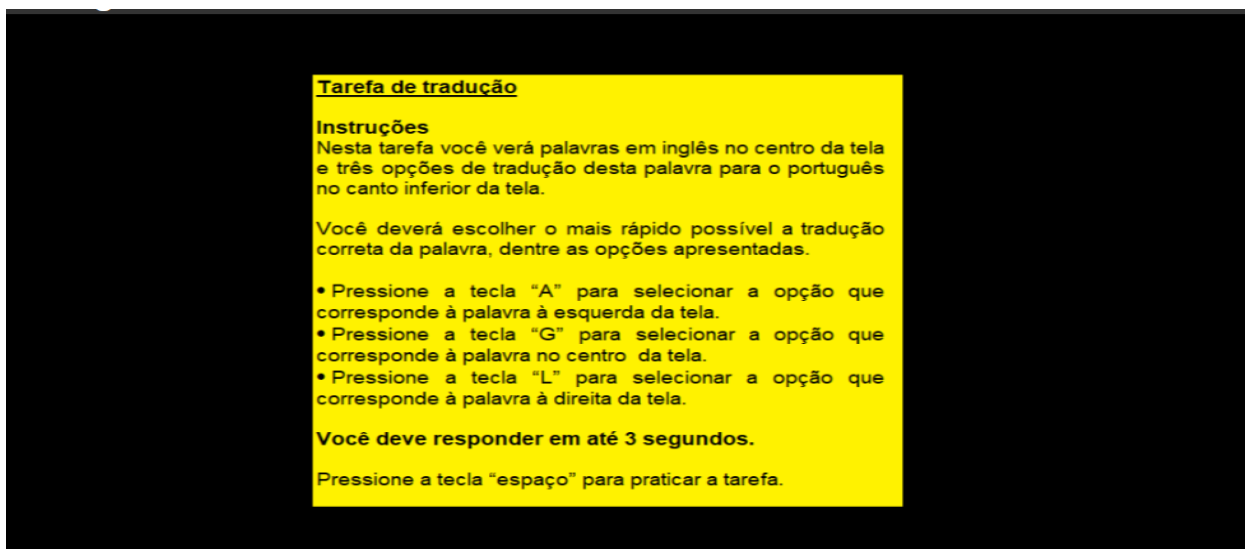 Tarefa de tradução
Instruções
Nesta tarefa você verá palavras em inglês no centro da tela
e três opções de tradução desta palavra para o português
no canto inferior da tela.
Você deverá escolher o mais rápido possível a tradução
correta da palavra, dentre as opções apresentadas.
• Pressione a tecla “A” para selecionar a opção que
corresponde à palavra à esquerda da tela.
• Pressione a tecla “G” para selecionar a opção que
corresponde à palavra no centro da tela.
• Pressione a tecla “L” para selecionar a opção que
corresponde à palavra à direita da tela.
Você deve responder em até 3 segundos.
Pressione a tecla “espaço” para praticar a tarefa.